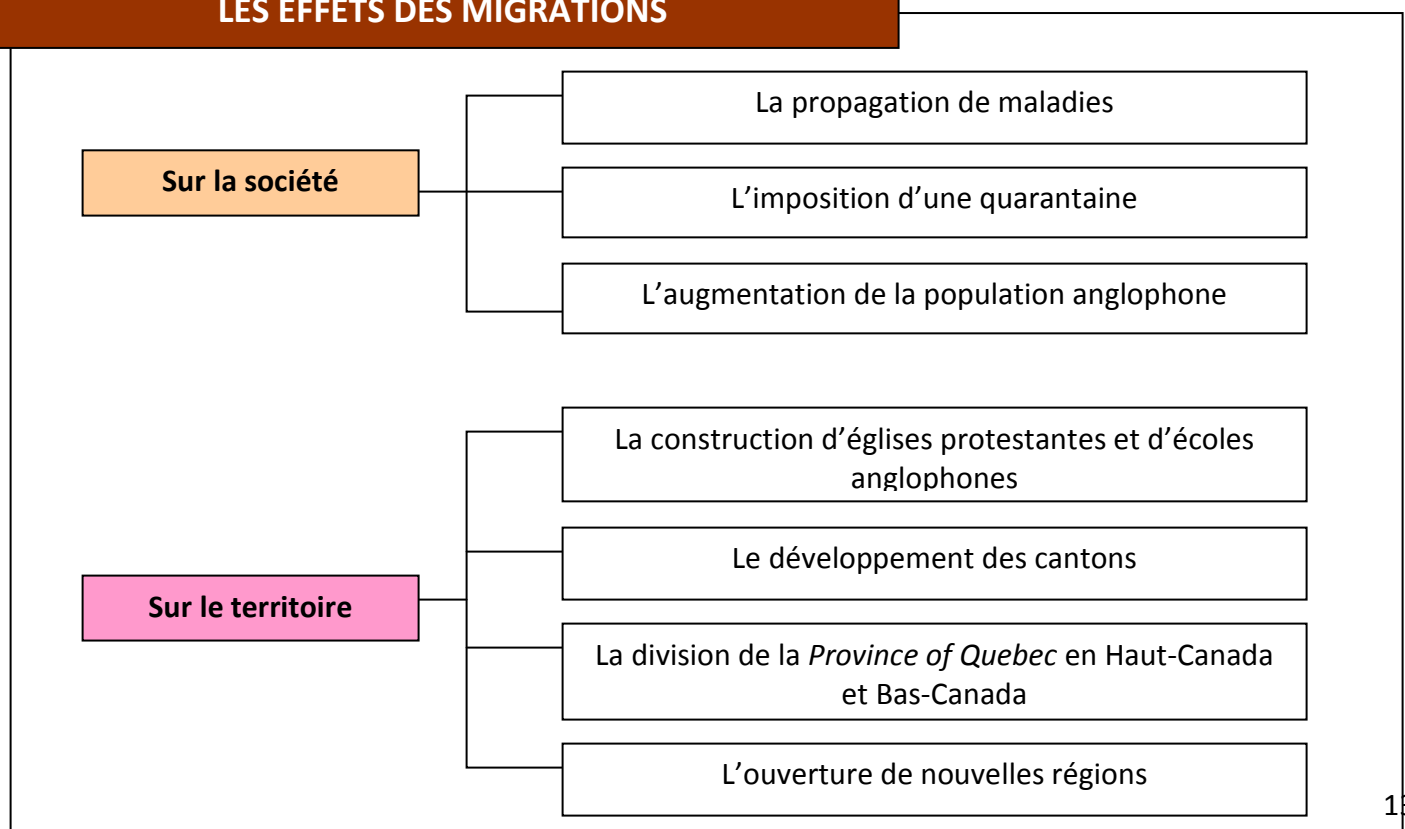 LES EFFETS DES MIGRATIONS
La propagation de maladies
Sur la société
L’imposition d’une quarantaine
L’augmentation de la population anglophone
La construction d’églises protestantes et d’écoles
anglophones
Le développement des cantons
Sur le territoire
La division de la Province of Quebec en Haut-Canada
et Bas-Canada
L’ouverture de nouvelles régions